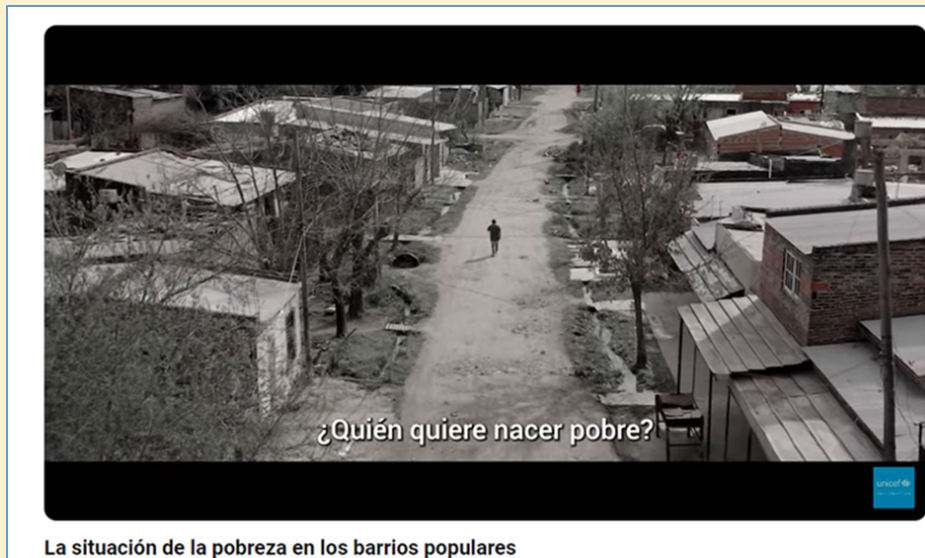 ¿Quién quiere nacer pobre?
unicef
La situación de la pobreza en los barrios populares